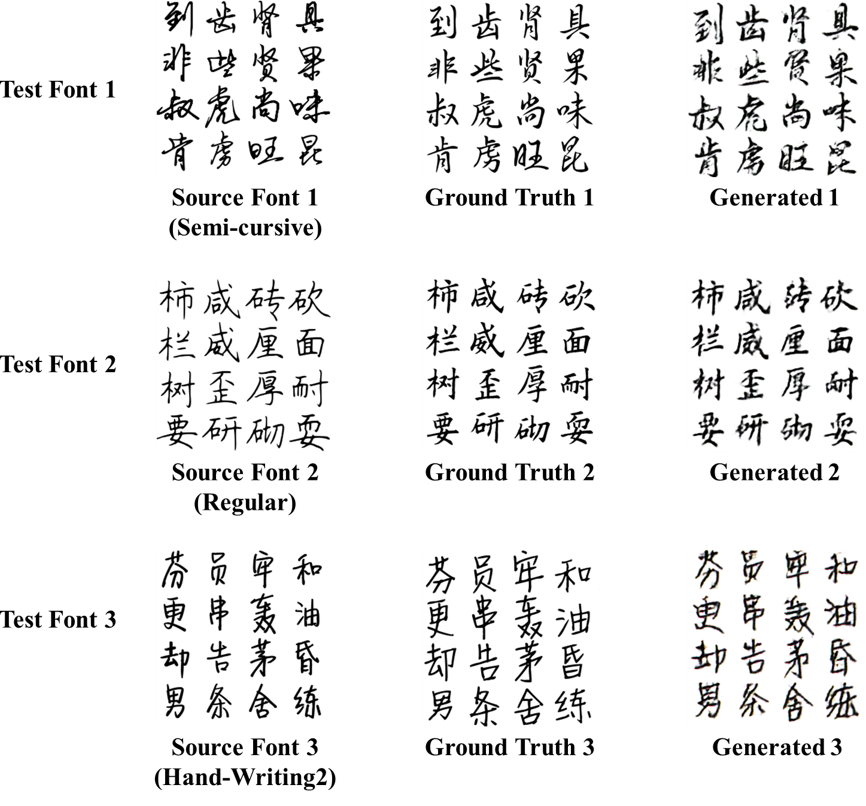 Test Font 1
到齿肾具 到齿肾具 到齿肾具
非些贤果 非些贤果 非些贤果
叔虎尚味 叔虎尚味 叔虎尚味
肯虏旺昆 肯虏旺昆 肯虏旺昆
Source Font 1 Ground Truth 1 Generated 1
(Semi-cursive)
Test Font 2
柿咸砖砍 柿咸砖砍 柿咸砖砍
栏威厘面 栏威厘面 栏威厘面
树歪厚耐 树歪厚耐 树歪厚耐
要研砌耍 要研砌耍 要研砌耍
Source Font 2 Ground Truth 2 Generated 2
(Regular)
Test Font 3
芬员牢和 芬员牢和 芬员牢和
更串轰油 更串轰油 更串轰油
却告茅昏 却告茅昏 却告茅昏
男条舍练 男条舍练 男条舍练
Source Font 3 Ground Truth 3 Generated 3
(Hand-Writing2)